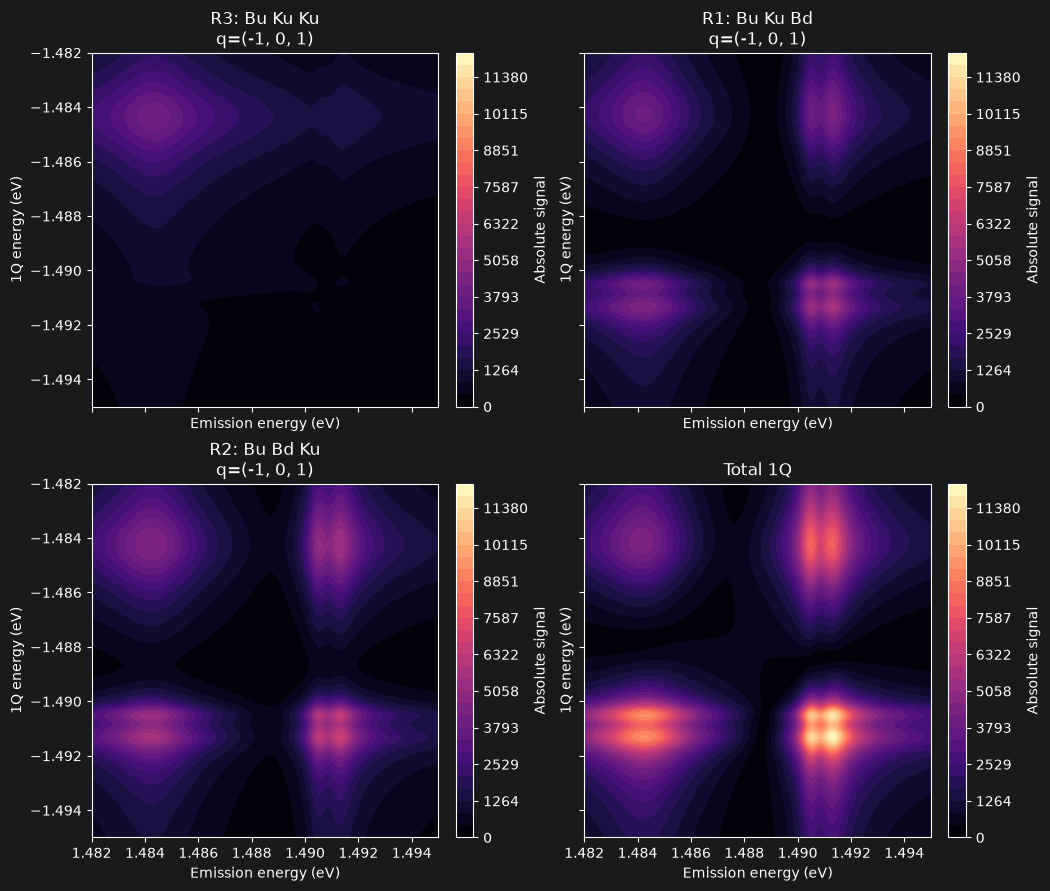 R3: Bu Ku Ku
q=(-1, 0, 1)
−1.482
−1.484
−1.486
−1.488
−1.490
−1.492
−1.494
1Q energy (eV)
Emission energy (eV)
11380
10115
8851
7587
6322
5058
3793
2529
1264
0
Absolute signal
R1: Bu Ku Bd
q=(-1, 0, 1)
1Q energy (eV)
Emission energy (eV)
11380
10115
8851
7587
6322
5058
3793
2529
1264
0
Absolute signal
R2: Bu Bd Ku
q=(-1, 0, 1)
−1.482
−1.484
−1.486
−1.488
−1.490
−1.492
−1.494
1Q energy (eV)
1.482 1.484 1.486 1.488 1.490 1.492 1.494
Emission energy (eV)
11380
10115
8851
7587
6322
5058
3793
2529
1264
0
Absolute signal
Total 1Q
1Q energy (eV)
1.482 1.484 1.486 1.488 1.490 1.492 1.494
Emission energy (eV)
11380
10115
8851
7587
6322
5058
3793
2529
1264
0
Absolute signal